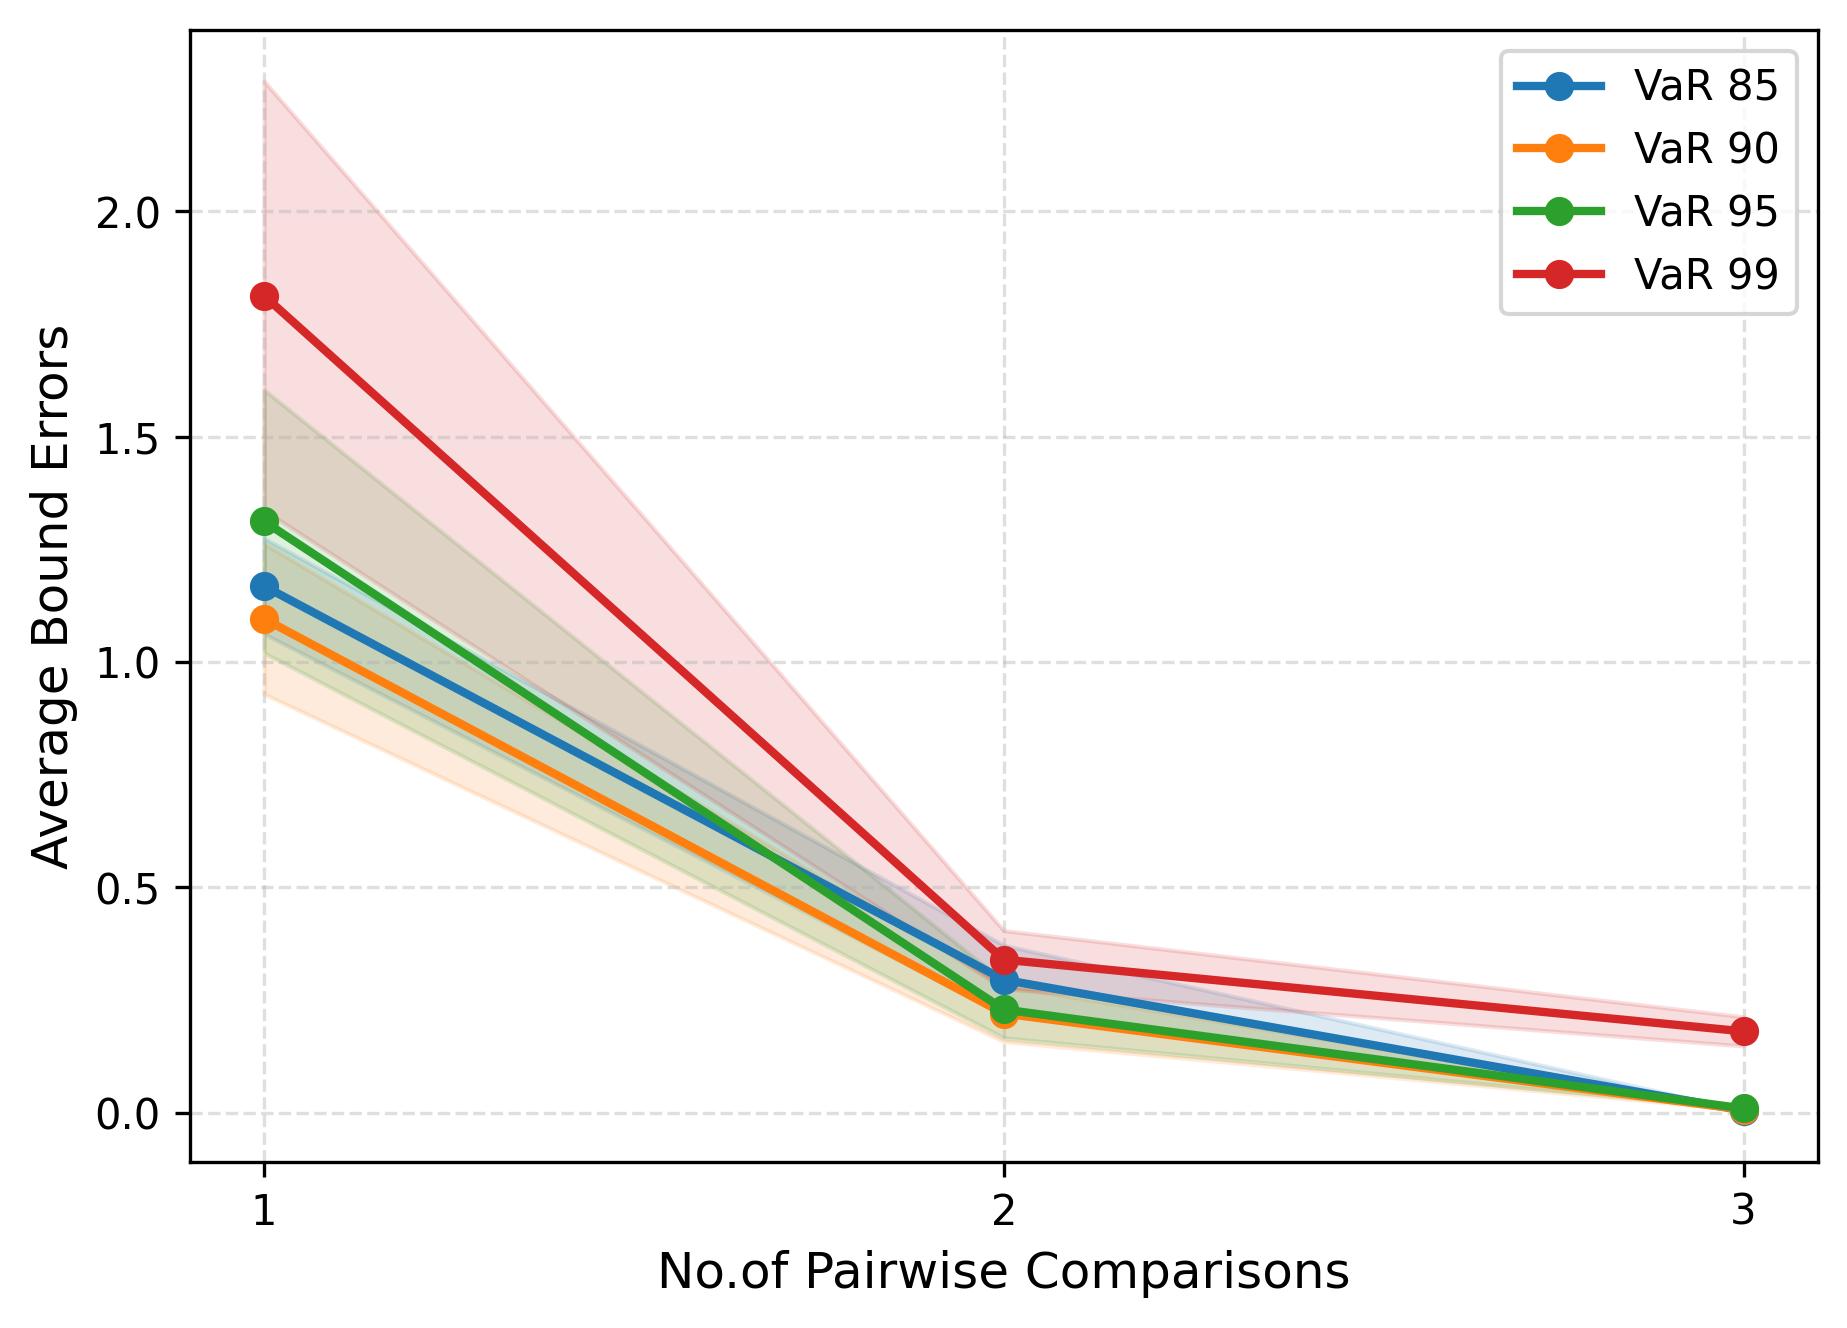 VaR 85
VaR 90
VaR 95
VaR 99
Average Bound Errors
2.0
1.5
1.0
0.5
0.0
1 2 3
No.of Pairwise Comparisons